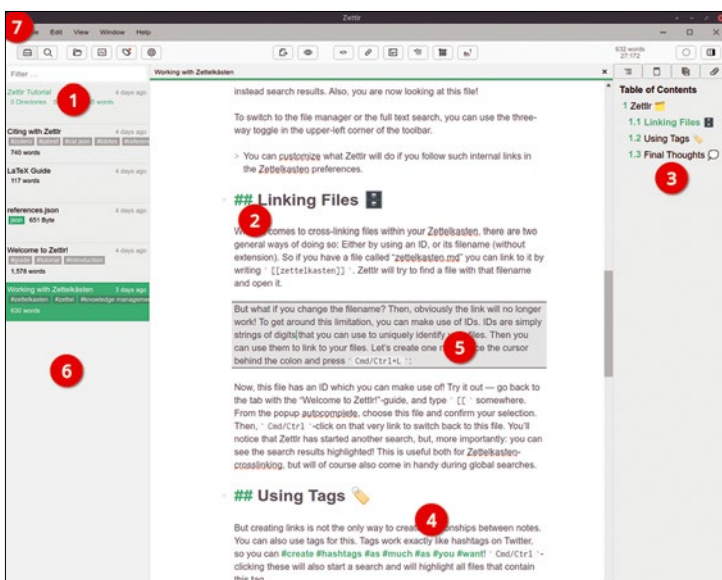 Zettlr
7
Edit View Window Help
632 words
27:172
Filter ...
Working with Zettelkästen
Zettlr Tutorial 4 days ago
0 Directories words
1
Citing with Zettlr 4 days ago
740 words
LaTeX Guide 4 days ago
117 words
references.json 4 days ago
json 651 Byte
Welcome to Zettlr! 4 days ago
#guide #tutorial #introduction
1,578 words
Working with Zettelkästen 3 days ago
#zettelkasten #zettel #knowledge managemen
630 words
6
instead search results. Also, you are now looking at this file!
To switch to the file manager or the full text search, you can use the three-
way toggle in the upper-left corner of the toolbar.
> You can customize what Zettlr will do if you follow such internal links in
the Zettelkasten preferences.
## Linking Files
2
comes to cross-linking files within your Zettelkasten, there are two
general ways of doing so: Either by using an ID, or its filename (without
extension). So if you have a file called "zettelkasten.md" you can link to it by
writing ` [[zettelkasten]] `. Zettlr will try to find a file with that filename
and open it.
But what if you change the filename? Then, obviously the link will no longer
work! To get around this limitation, you can make use of IDs. IDs are simply
strings of digits that you can use to uniquely identify files. Then you
can use them to link to your files. Let's create one the cursor
5
behind the colon and press ` Cmd/Ctrl+L `:
Now, this file has an ID which you can make use of! Try it out — go back to
the tab with the "Welcome to Zettlr!"-guide, and type ` [[ ` somewhere.
From the popup autocomplete, choose this file and confirm your selection.
Then, ` Cmd/Ctrl `-click on that very link to switch back to this file. You'll
notice that Zettlr has started another search, but, more importantly: you can
see the search results highlighted! This is useful both for Zettelkasten-
crosslinking, but will of course also come in handy during global searches.
## Using Tags
4
But creating links is not the only way to create between notes.
You can also use tags for this. Tags work exactly like hashtags on Twitter,
so you can #create #hashtags #as #much #as #you #want! ` Cmd/Ctrl `-
clicking these will also start a search and will highlight all files that contain
this tag.
Table of Contents
1 Zettlr
1.1 Linking Files
1.2 Using Tags
1.3 Final Thoughts
3